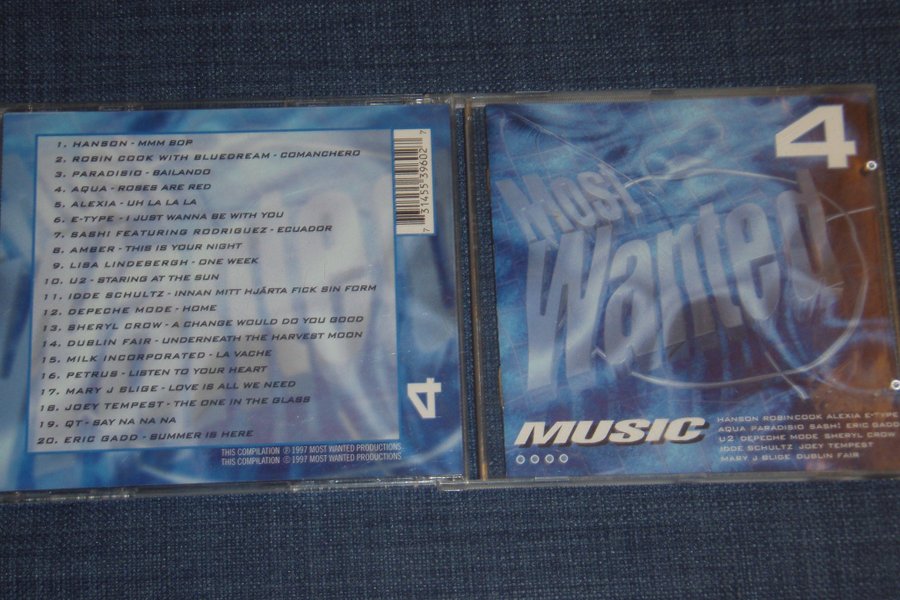 1. HANSON - MMM BOP
2. ROBIN COOK WITH BLUEDREAM - COMANCHERO
3. PARADISIO - BAILANDO
4. AQUA - ROSES ARE RED
5. ALEXIA - UH LA LA LA
6. E-TYPE - I JUST WANNA BE WITH YOU
7. SASH! FEATURING RODRIGUEZ - ECUADOR
8. AMBER - THIS IS YOUR NIGHT
9. LISA LINDEBERGH - ONE WEEK
10. U2 - STARING AT THE SUN
11. IDDE SCHULTZ - INNAN MITT HJÄRTA FICK SIN FORM
12. DEPECHE MODE - HOME
13. SHERYL CROW - A CHANGE WOULD DO YOU GOOD
14. DUBLIN FAIR - UNDERNEATH THE HARVEST MOON
15. MILK INCORPORATED - LA VACHE
16. PETRUS - LISTEN TO YOUR HEART
17. MARY J BLIGE - LOVE IS ALL WE NEED
18. JOEY TEMPEST - THE ONE IN THE GLASS
19. QT - SAY NA NA NA
20. ERIC GADD - SUMMER IS HERE
THIS COMPILATION ℗ 1997 MOST WANTED PRODUCTIONS.
THIS COMPILATION © 1997 MOST WANTED PRODUCTIONS.
7 31455 39602 7
4
4
Most
Wanted
MUSIC
HANSON ROBIN COOK ALEXIA E-TYPE
AQUA PARADISIO SASH! ERIC GADD
U2 DEPECHE MODE SHERYL CROW
IDDE SCHULTZ JOEY TEMPEST
MARY J BLIGE DUBLIN FAIR